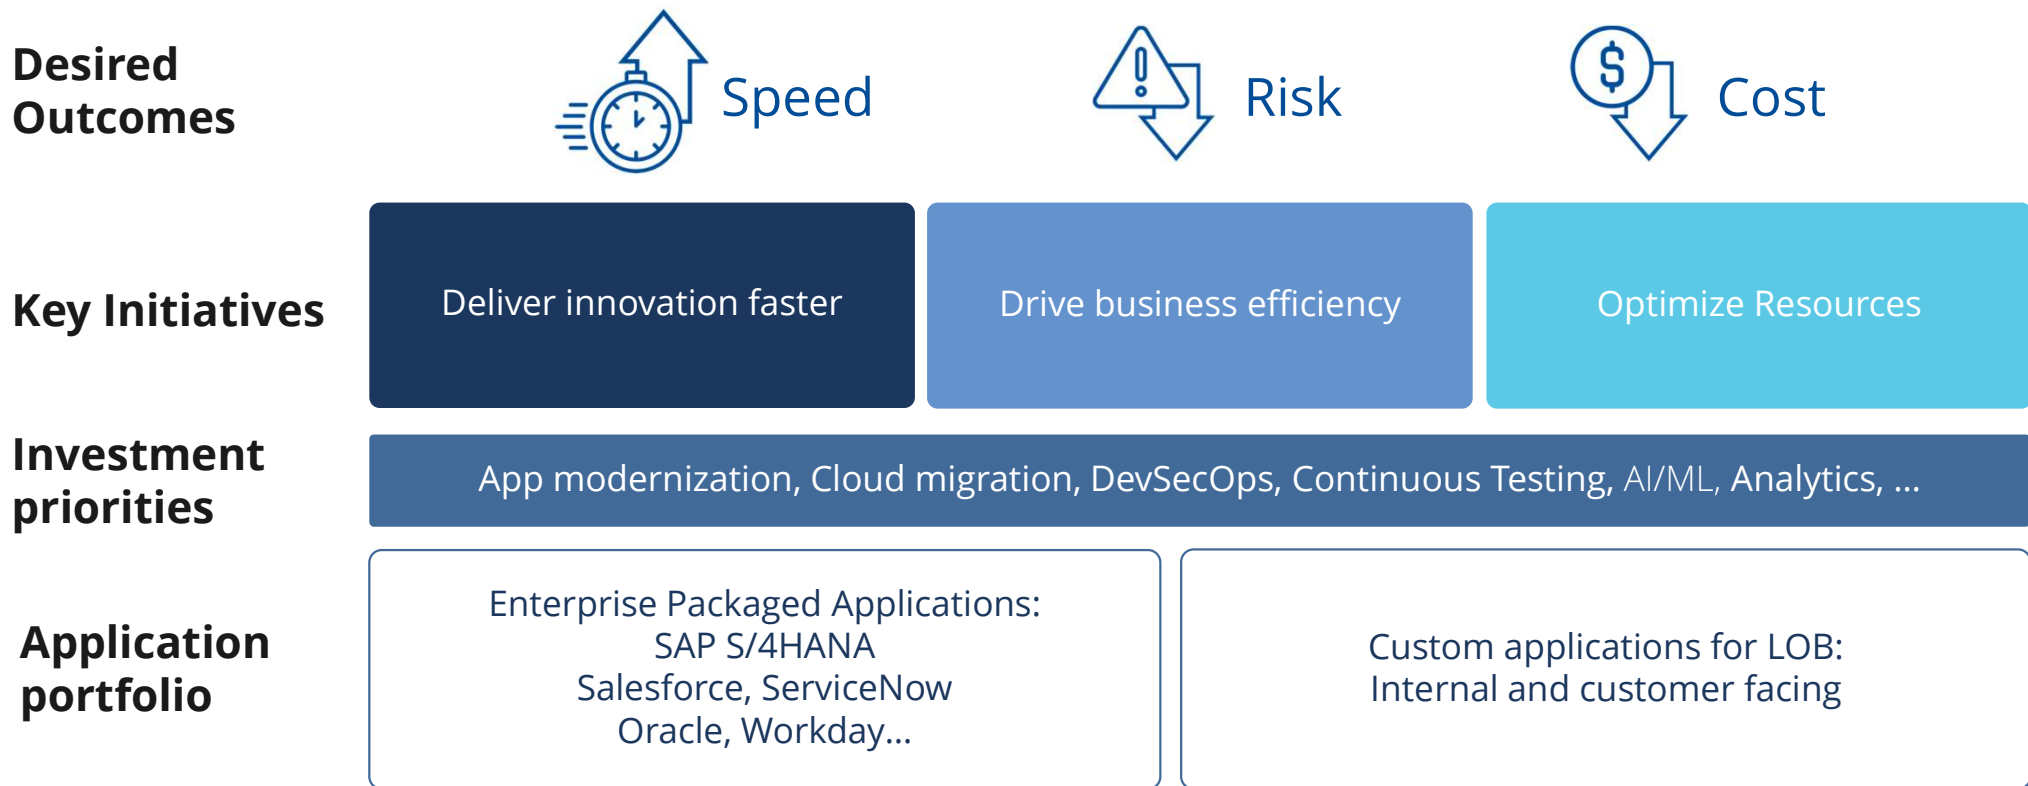 Desired
Outcomes
Speed
Risk
$
Cost
Key Initiatives
Deliver innovation faster
Drive business efficiency
Optimize Resources
Investment
priorities
App modernization, Cloud migration, DevSecOps, Continuous Testing, AI/ML, Analytics, ...
Application
portfolio
Enterprise Packaged Applications:
SAP S/4HANA
Salesforce, ServiceNow
Oracle, Workday...
Custom applications for LOB:
Internal and customer facing